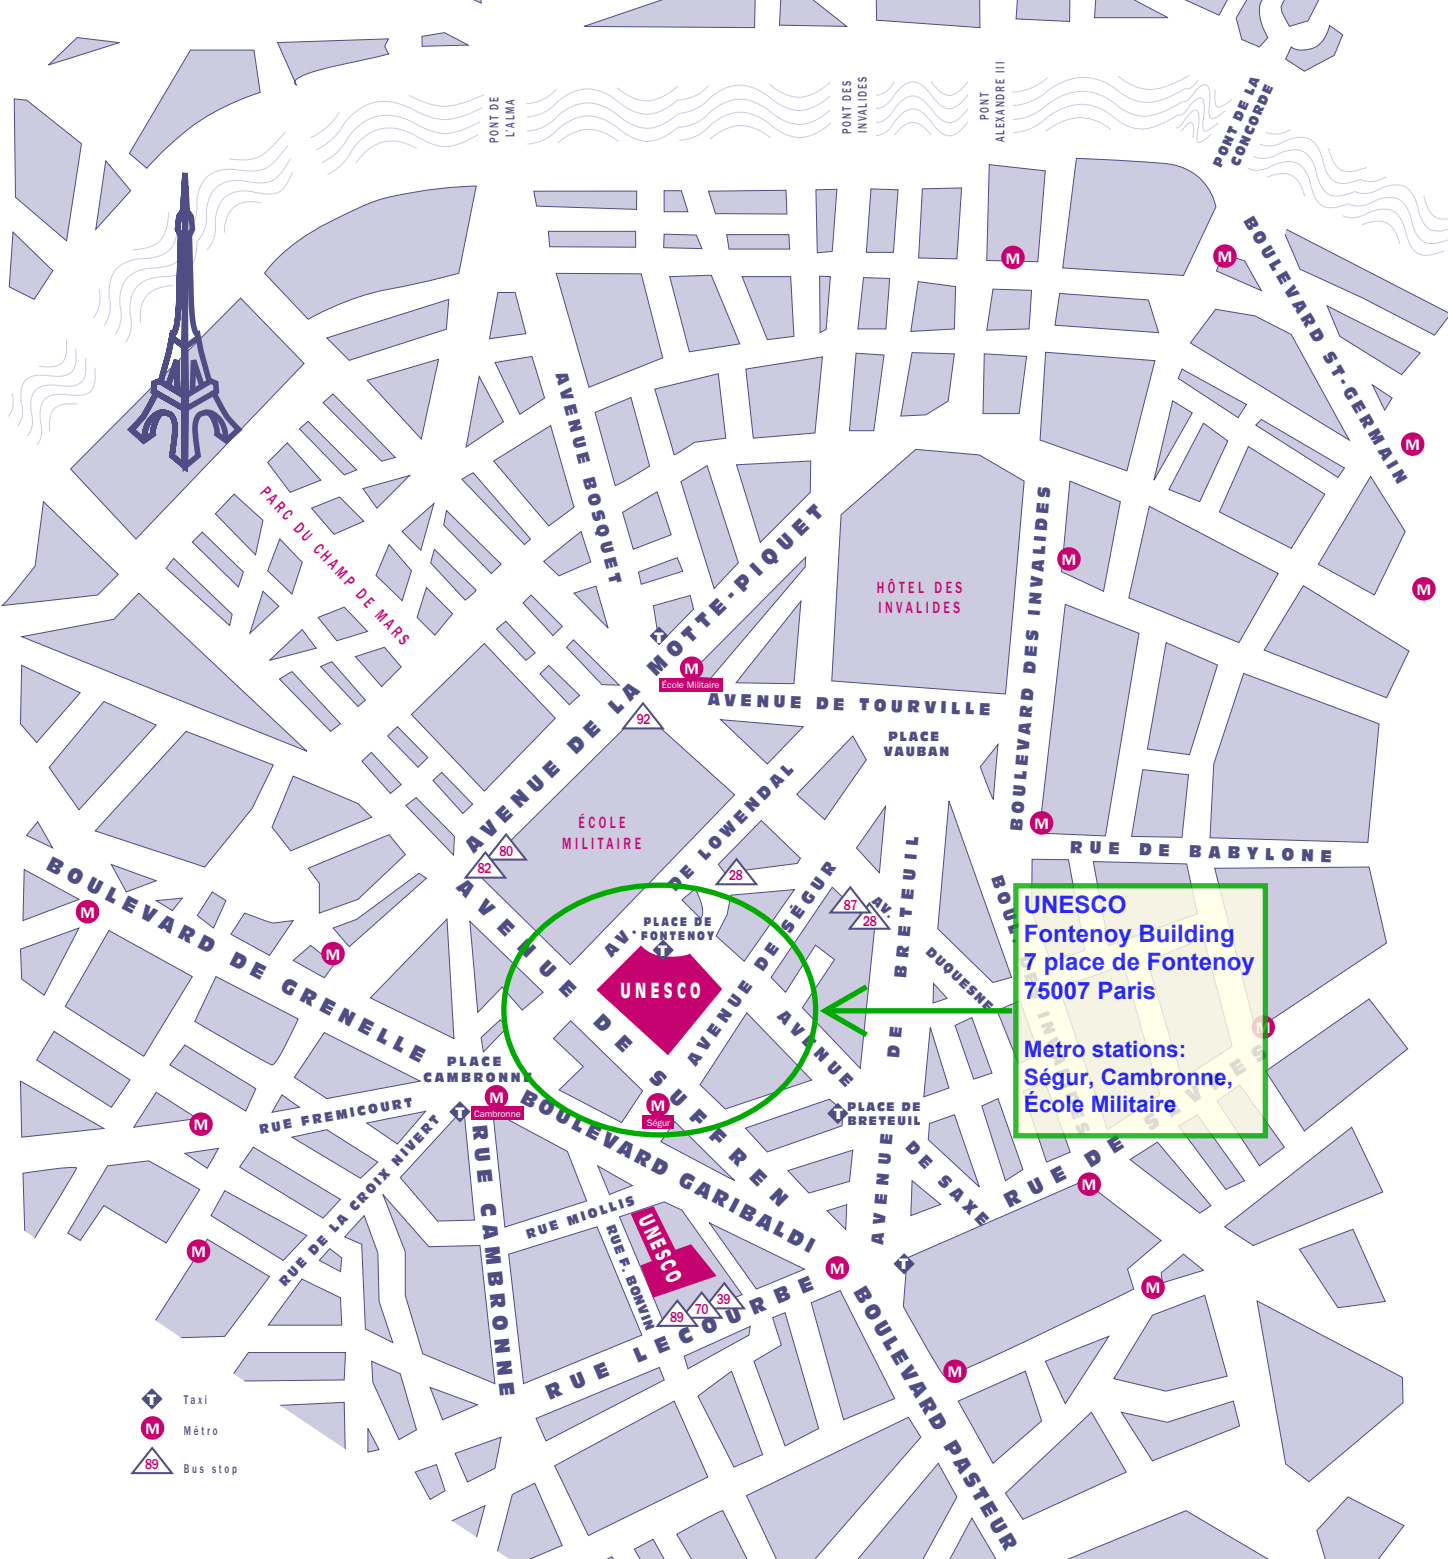 PONT DE
L'ALMA
PONT DES
INVALIDES
PONT
ALEXANDRE III
PONT DE LA
CONCORDE
BOULEVARD ST-GERMAIN
M
M
M
M
M
AVENUE BOSQUET
PARC DU CHAMP DE MARS
HÔTEL DES
INVALIDES
BOULEVARD DES INVALIDES
T
AVENUE DE LA MOTTE-PIQUET
M
École Militaire
AVENUE DE TOURVILLE
92
PLACE
VAUBAN
ÉCOLE
MILITAIRE
80
82
AV. DE LOWENDAL
28
M
RUE DE BABYLONE
BOULEVARD DE GRENELLE
M
M
AVENUE DE SUFFREN
PLACE DE
FONTENOY
T
UNESCO
AVENUE DE SÉGUR
87
28
AV.
DUQUESNE
AVENUE DE BRETEUIL
BOUL
UNESCO
Fontenoy Building
7 place de Fontenoy
75007 Paris
Metro stations:
Ségur, Cambronne,
École Militaire
M
PLACE
CAMBRONNE
M
Cambronne
T
M
Ségur
M
RUE FREMICOURT
RUE DE LA CROIX NIVERT
RUE CAMBRONNE
BOULEVARD GARIBALDI
T
PLACE DE
BRETEUIL
AVENUE DE SAXE
RUE DE SÈVRES
M
RUE MIOLLIS
RUE F. BONVIN
UNESCO
89
70
39
RUE LECOURBE
M
M
T
M
M
BOULEVARD PASTEUR
T Taxi
M Métro
89 Bus stop